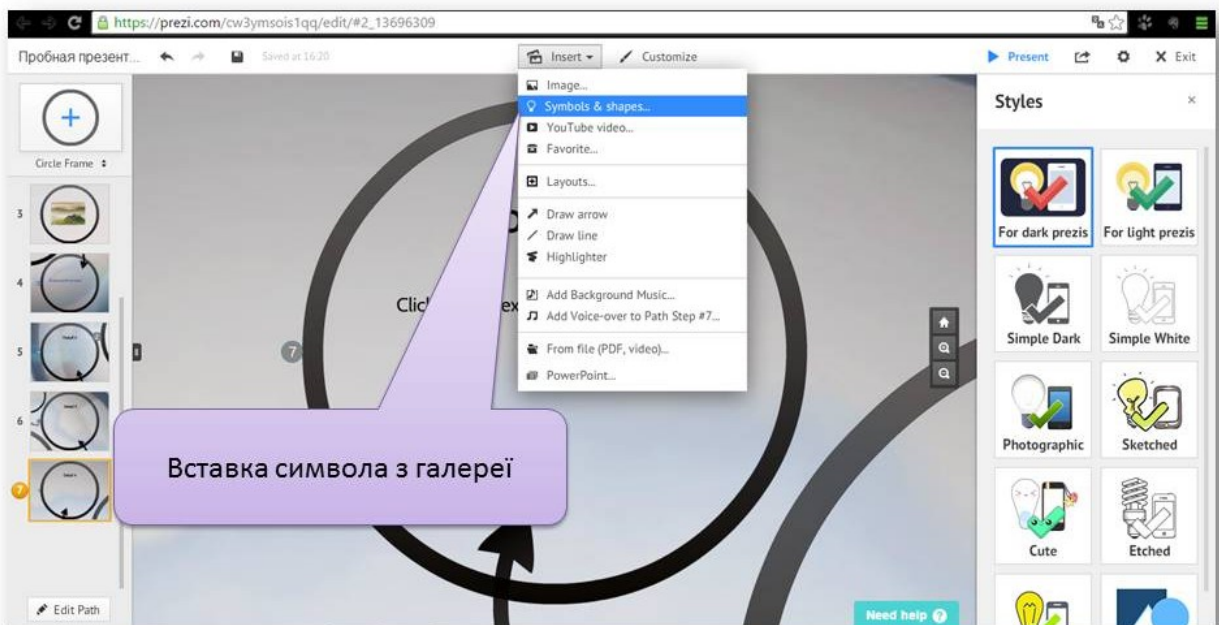 https://prezi.com/cw3ymsois1qq/edit/#2_13696309
Пробная презент... Saved at 16:20 Insert Customize Present Exit
Circle Frame
3
4
5
6
7
Edit Path
7
Image...
Symbols & shapes...
YouTube video...
Favorite...
Layouts...
Draw arrow
Draw line
Highlighter
Add Background Music...
Add Voice-over to Path Step #7...
From file (PDF, video)...
PowerPoint...
Вставка символа з галереї
Need help ?
Styles
For dark prezis For light prezis
Simple Dark Simple White
Photographic Sketched
Cute Etched